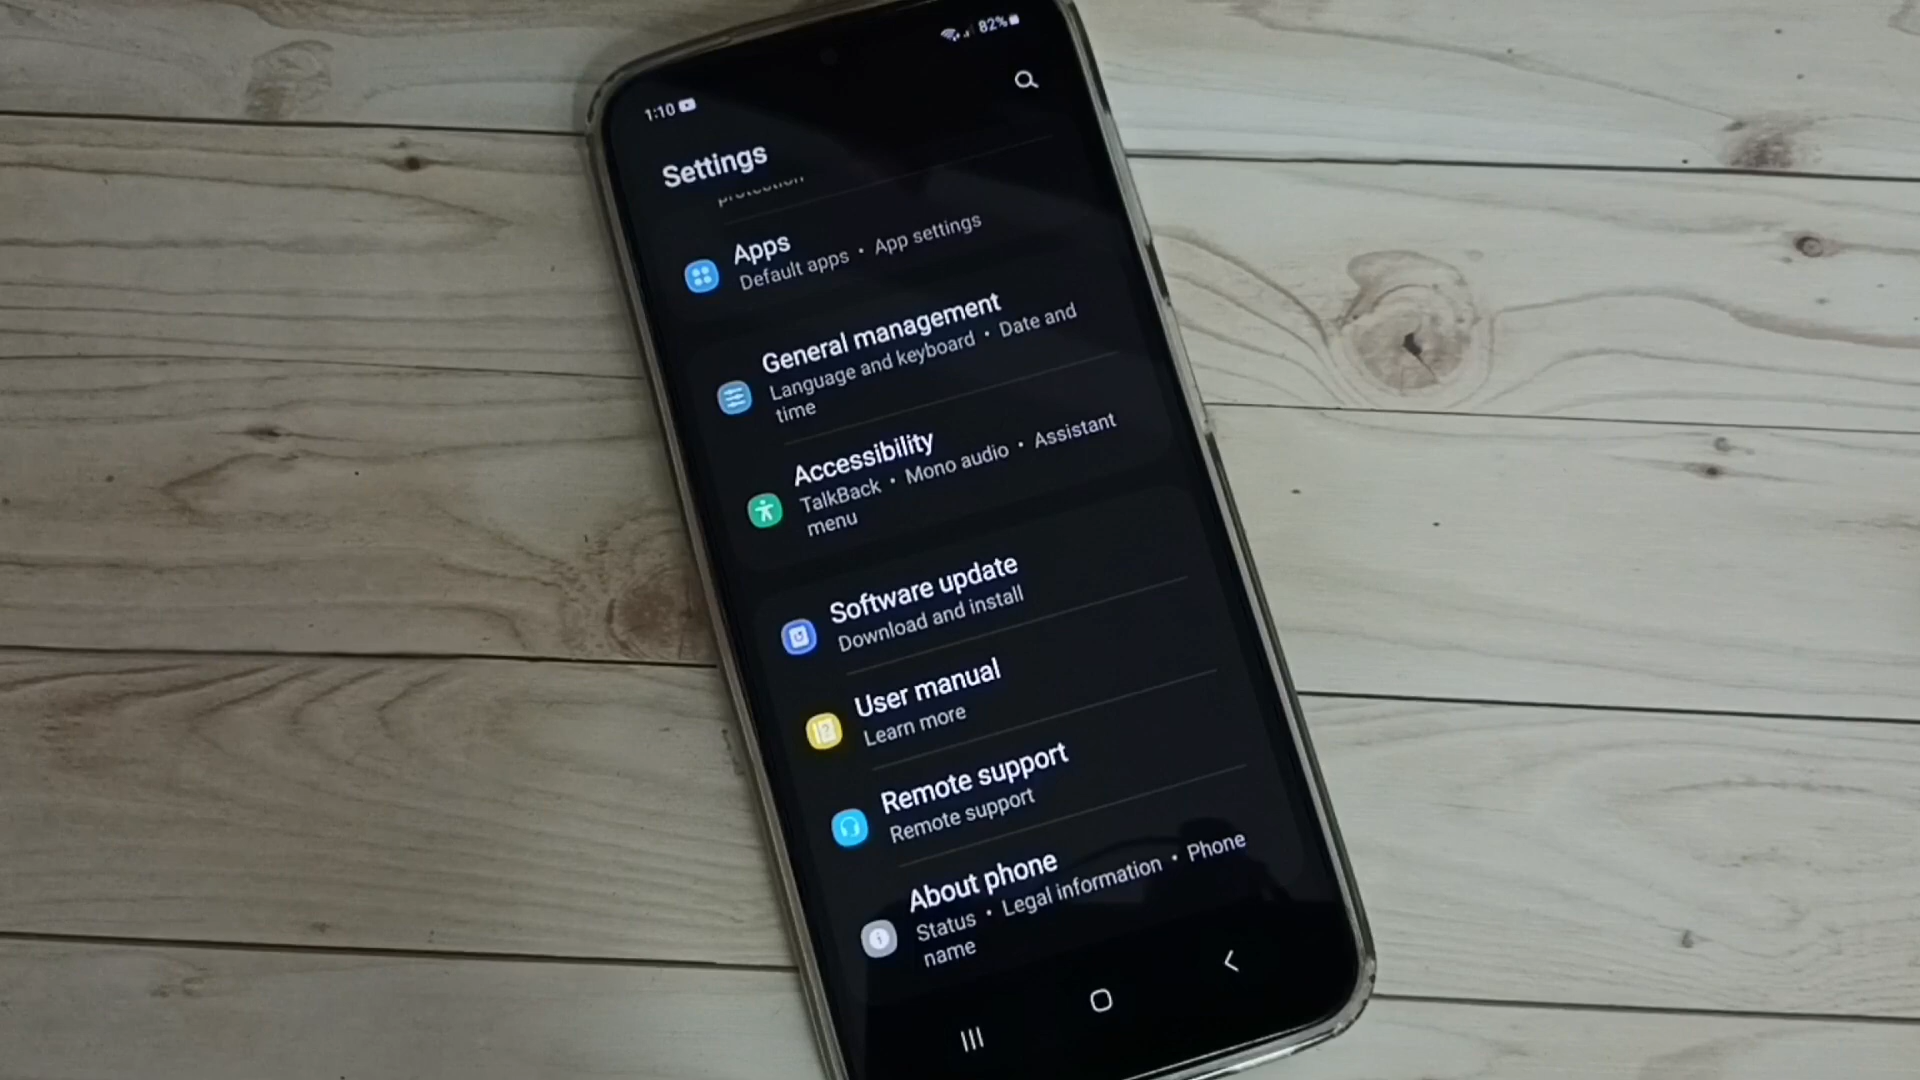 1:10
82%
Settings
protection
Apps
Default apps • App settings
General management
Language and keyboard • Date and
time
Accessibility
TalkBack • Mono audio • Assistant
menu
Software update
Download and install
User manual
Learn more
Remote support
Remote support
About phone
Status • Legal information • Phone
name